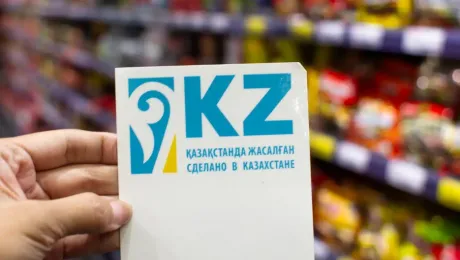 KZ
ҚАЗАҚСТАНДА ЖАСАЛҒАН
СДЕЛАНО В КАЗАХСТАНЕ